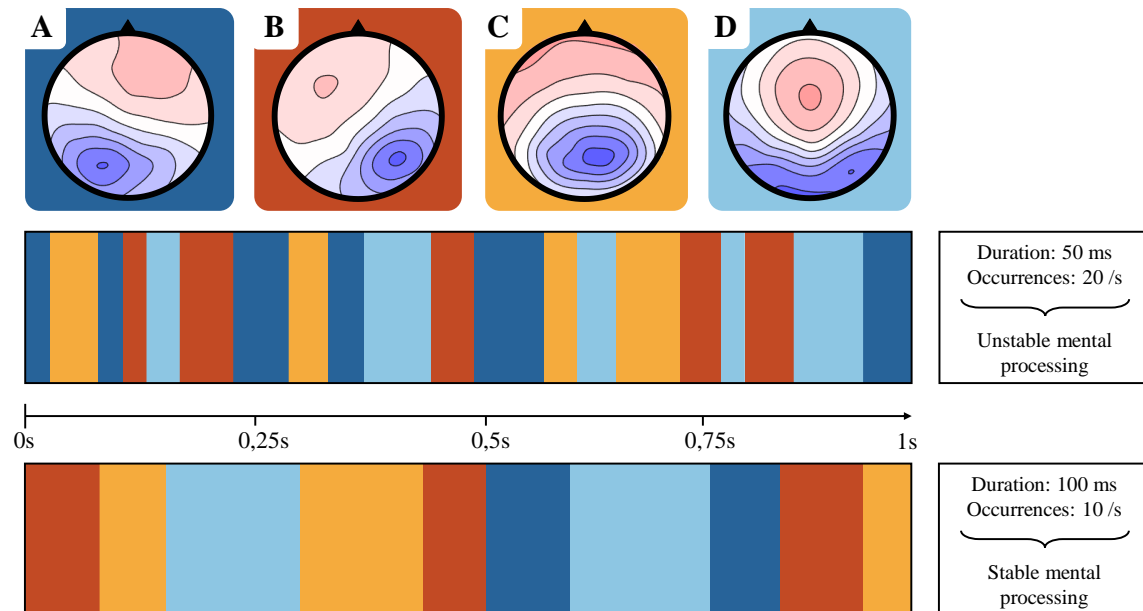 A
B
C
D
Duration: 50 ms
Occurrences: 20 /s
Unstable mental
processing
0s
0,25s
0,5s
0,75s
1s
Duration: 100 ms
Occurrences: 10 /s
Stable mental
processing